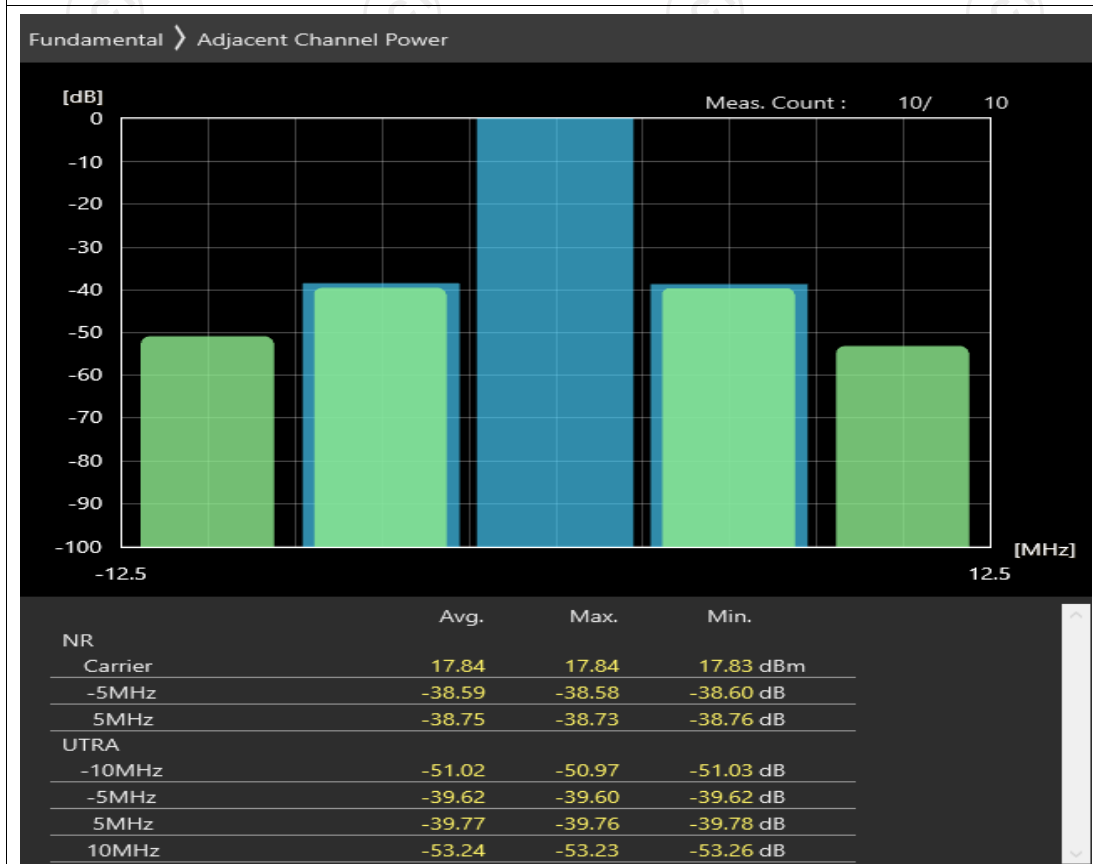 Fundamental 〉 Adjacent Channel Power
[dB]
Meas. Count : 10/ 10
0
-10
-20
-30
-40
-50
-60
-70
-80
-90
-100
[MHz]
-12.5 12.5
Avg. Max. Min.
NR
Carrier 17.84 17.84 17.83 dBm
-5MHz -38.59 -38.58 -38.60 dB
5MHz -38.75 -38.73 -38.76 dB
UTRA
-10MHz -51.02 -50.97 -51.03 dB
-5MHz -39.62 -39.60 -39.62 dB
5MHz -39.77 -39.76 -39.78 dB
10MHz -53.24 -53.23 -53.26 dB